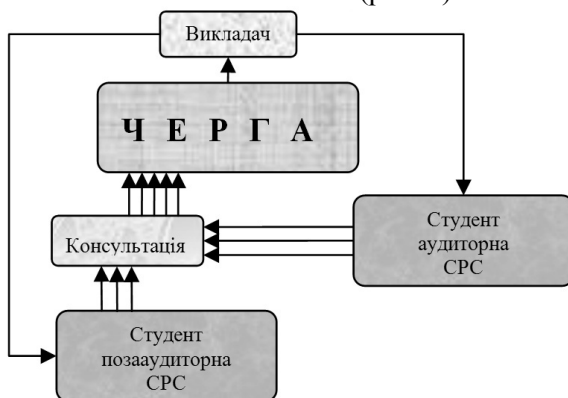 Викладач
Ч Е Р Г А
Консультація
Студент
аудиторна
СРС
Студент
позааудиторна
СРС